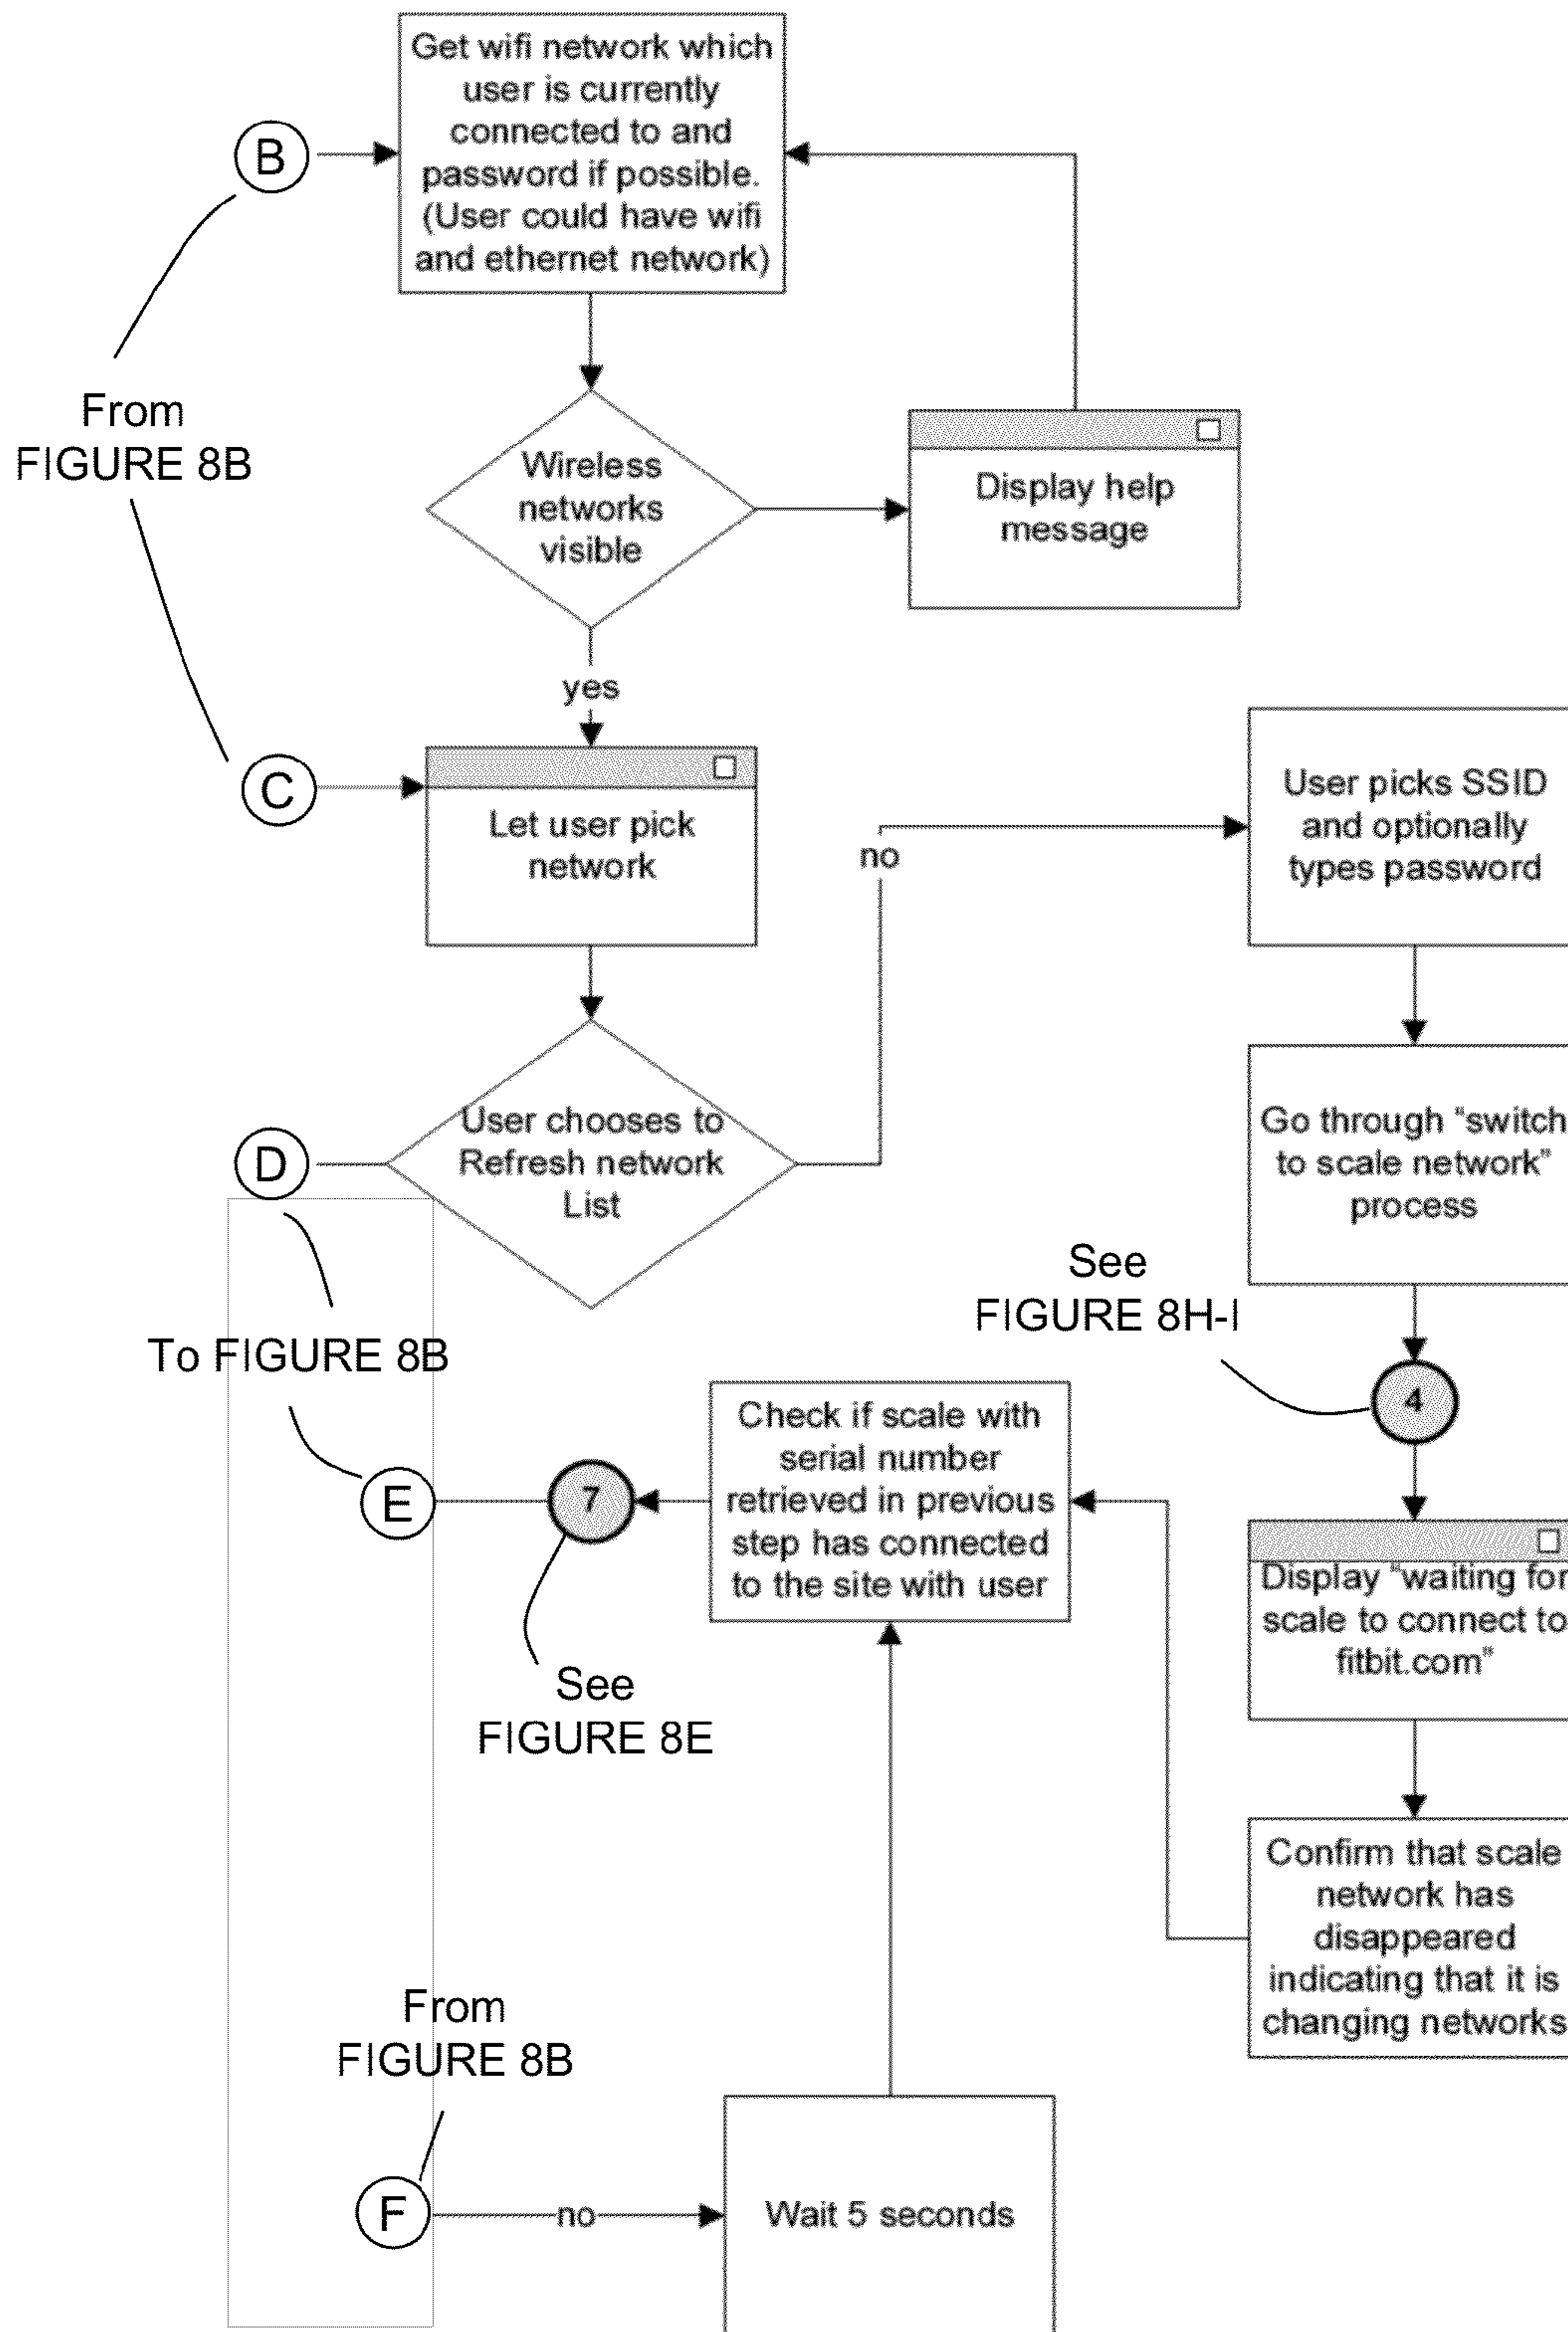 Get wifi network which
user is currently
connected to and
password if possible.
(User could have wifi
and ethernet network)
B
From
FIGURE 8B
Wireless
networks
visible
Display help
message
yes
C
Let user pick
network
no
User picks SSID
and optionally
types password
D
User chooses to
Refresh network
List
Go through “switch
to scale network”
process
See
FIGURE 8H-I
To FIGURE 8B
4
Check if scale with
serial number
retrieved in previous
step has connected
to the site with user
7
E
Display “waiting for
scale to connect to
fitbit.com”
See
FIGURE 8E
Confirm that scale
network has
disappeared
indicating that it is
changing networks
From
FIGURE 8B
F
no
Wait 5 seconds